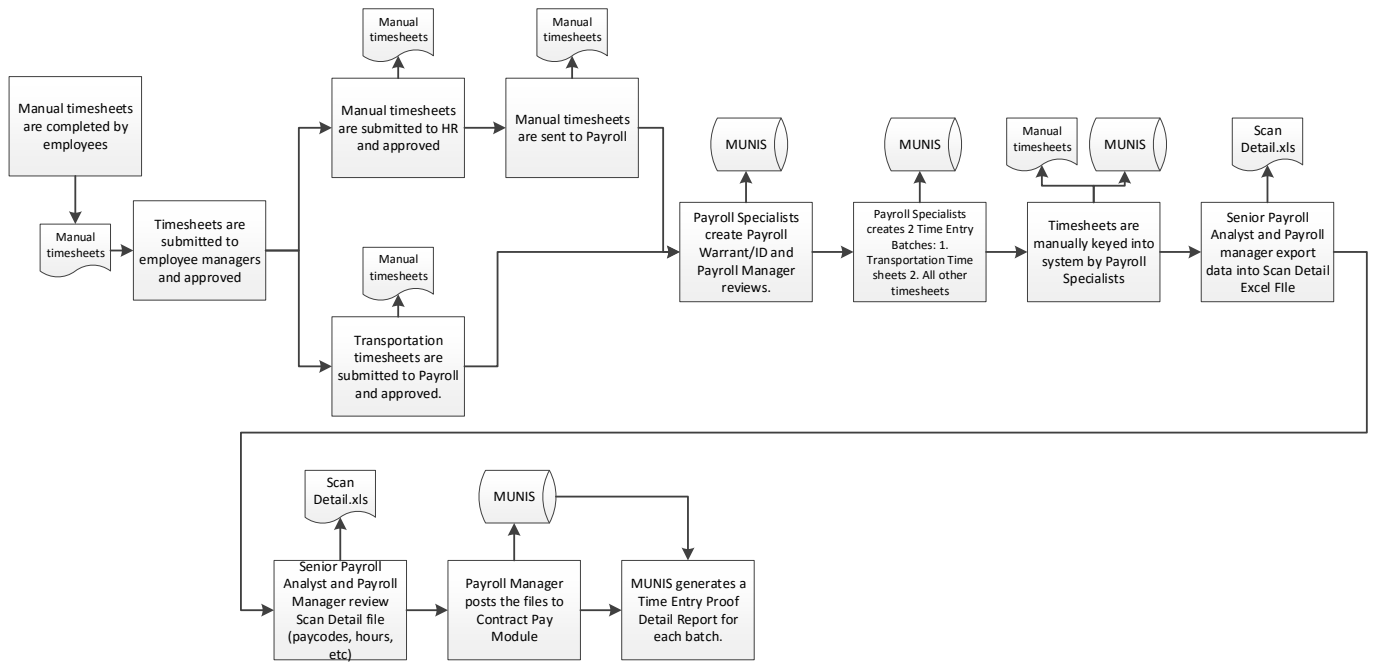 Manual timesheets
are completed by
employees
Manual
timesheets
Timesheets are
submitted to
employee managers
and approved
Manual
timesheets
Manual timesheets
are submitted to HR
and approved
Manual
timesheets
Manual timesheets
are sent to Payroll
Manual
timesheets
Transportation
timesheets are
submitted to Payroll
and approved.
MUNIS
Payroll Specialists
create Payroll
Warrant/ID and
Payroll Manager
reviews.
MUNIS
Payroll Specialists
creates 2 Time Entry
Batches: 1.
Transportation Time
sheets 2. All other
timesheets
Manual
timesheets
MUNIS
Timesheets are
manually keyed into
system by Payroll
Specialists
Scan
Detail.xls
Senior Payroll
Analyst and Payroll
manager export
data into Scan Detail
Excel FIle
Scan
Detail.xls
Senior Payroll
Analyst and Payroll
Manager review
Scan Detail file
(paycodes, hours,
etc)
MUNIS
Payroll Manager
posts the files to
Contract Pay
Module
MUNIS generates a
Time Entry Proof
Detail Report for
each batch.